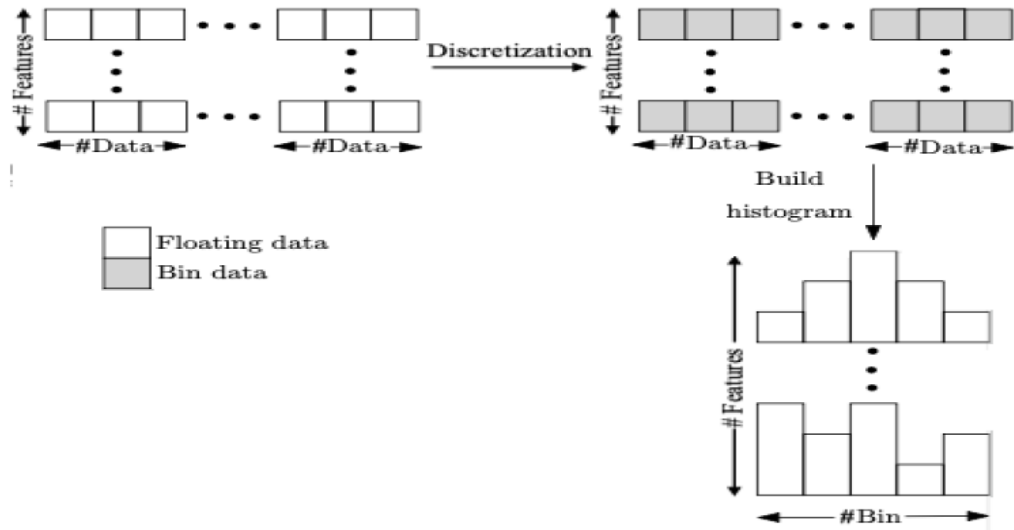 # Features
#Data
#Data
Discretization
# Features
#Data
#Data
Build
histogram
Floating data
Bin data
# Features
#Bin